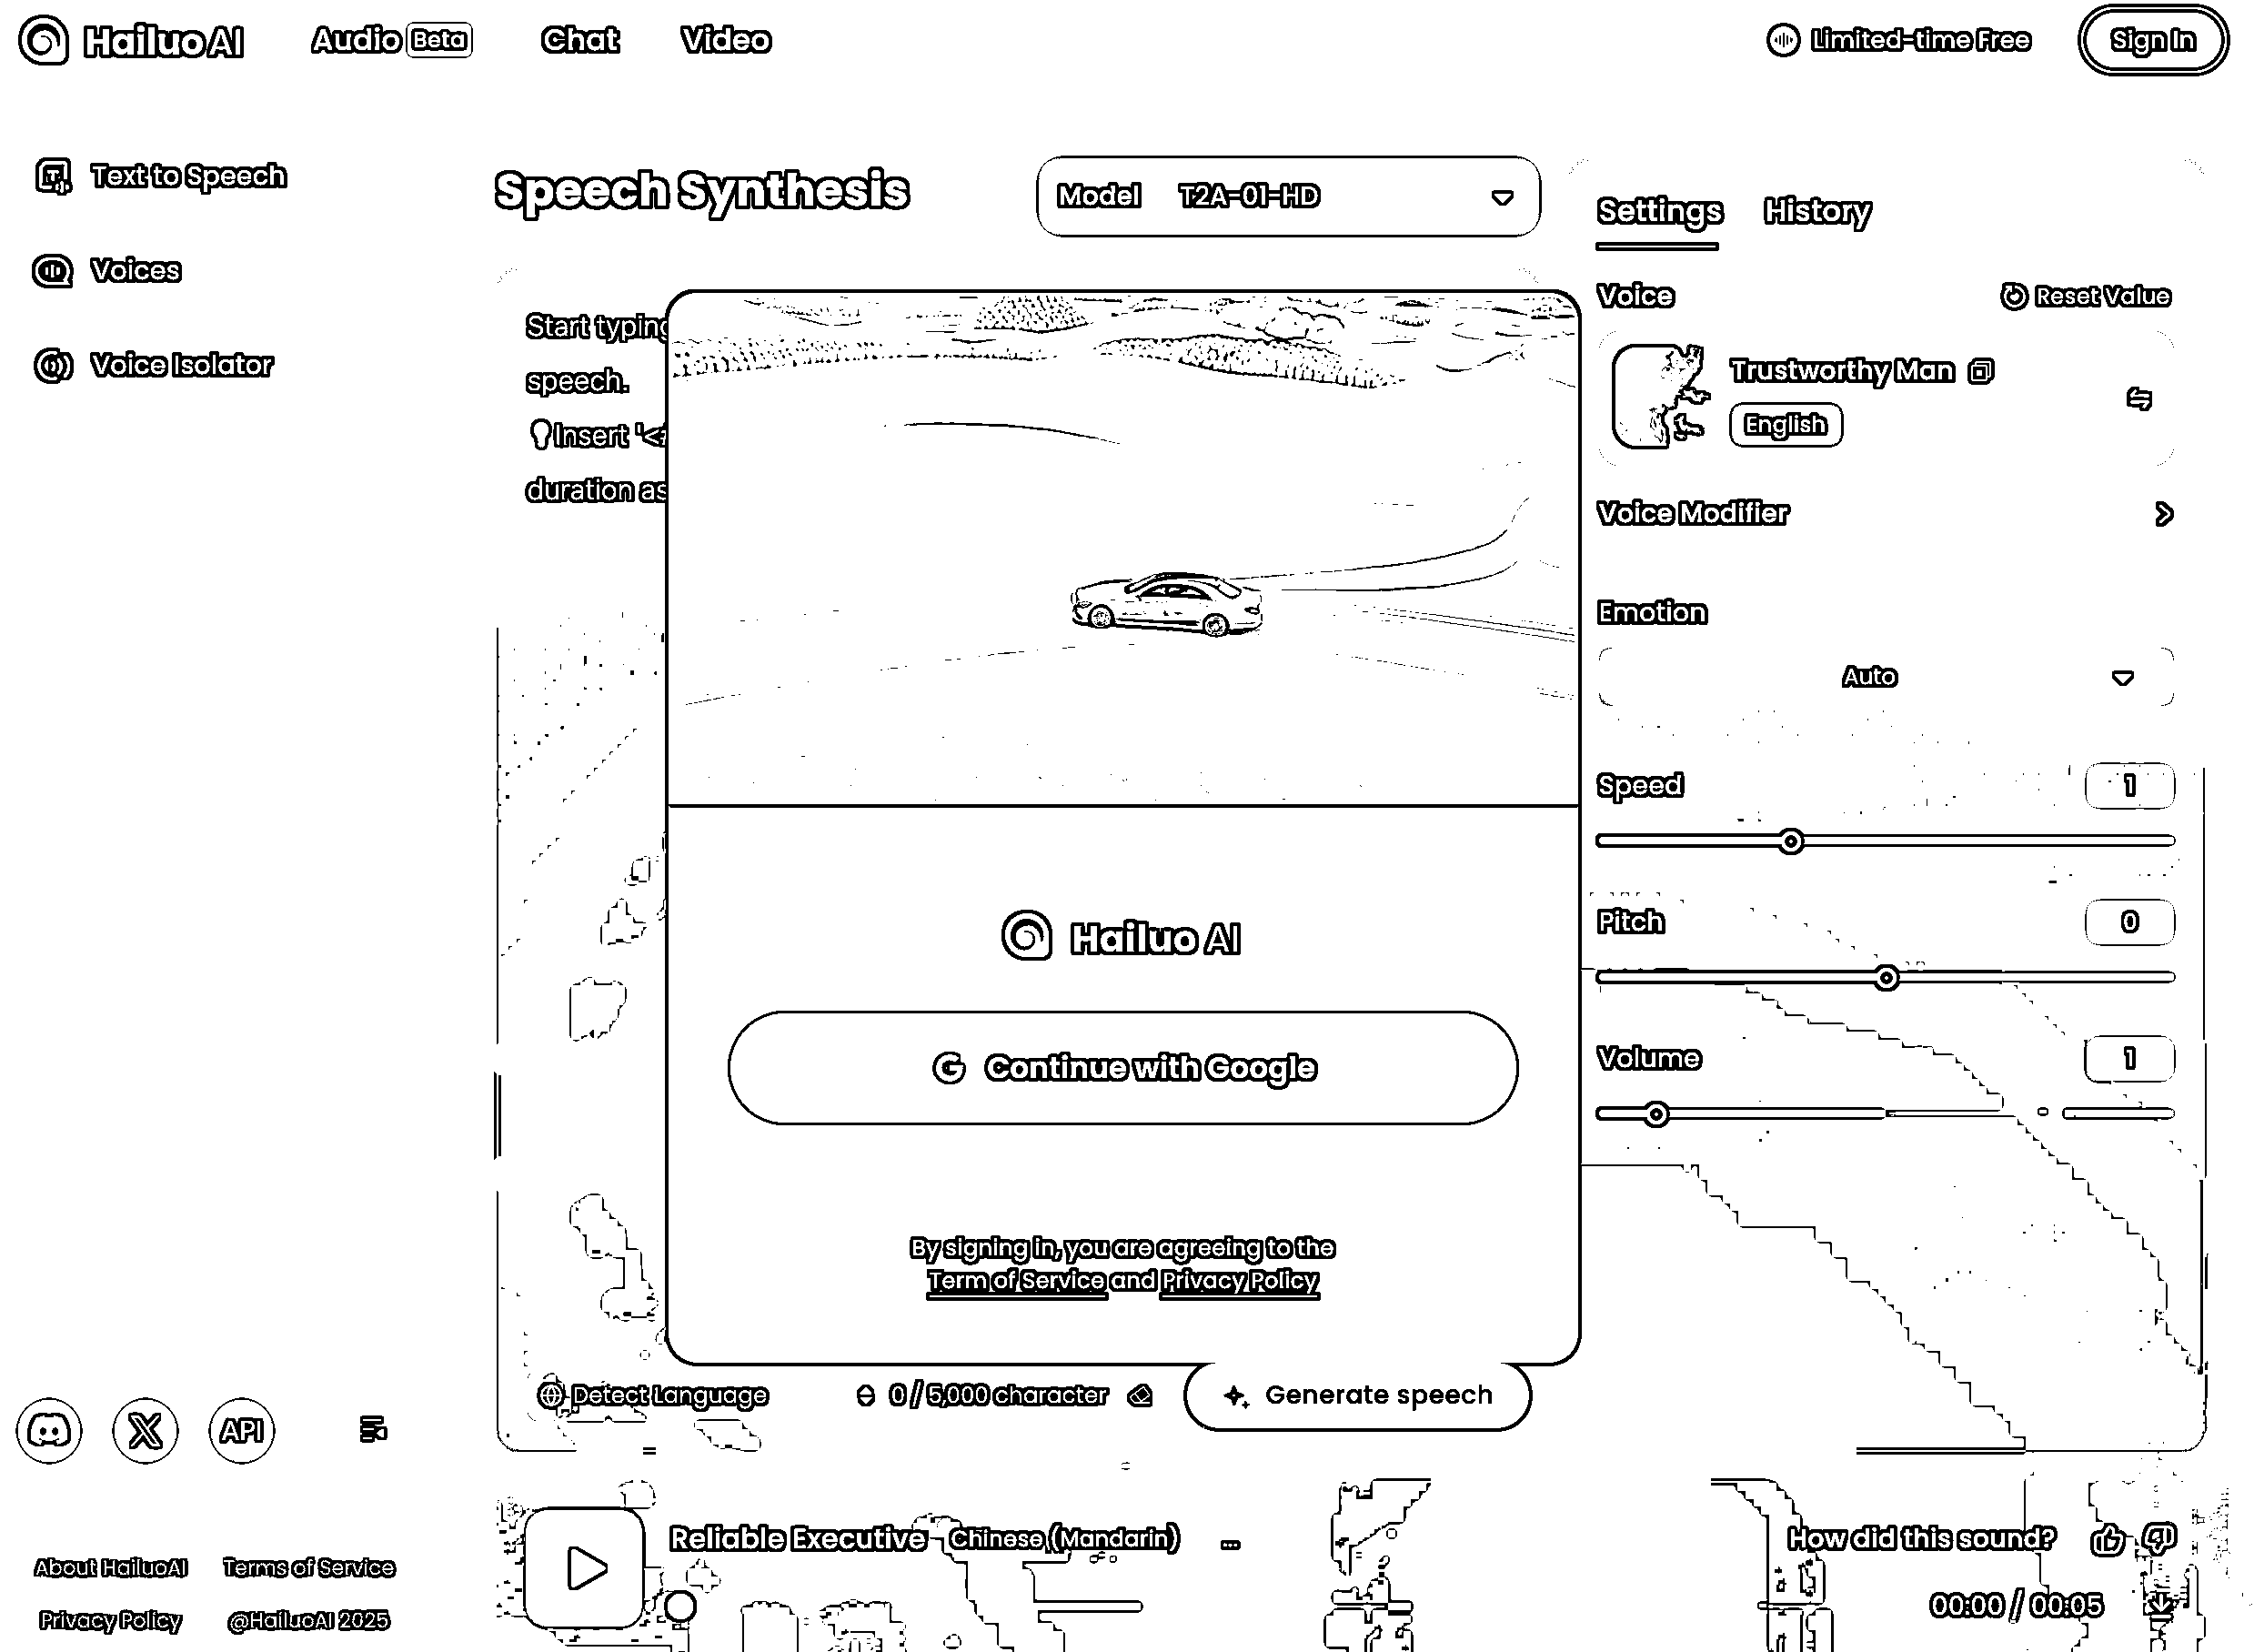 Hailuo AI
Audio Beta
Chat
Video
Limited-time Free
Sign In
Text to Speech
Voices
Voice Isolator
Speech Synthesis
Model T2A-01-HD
Start typing
speech.
Insert '<
duration as
Settings History
Voice
Reset Value
Trustworthy Man
English
Voice Modifier
Emotion
Auto
Speed 1
Pitch 0
Volume 1
Hailuo AI
Continue with Google
By signing in, you are agreeing to the
Term of Service and Privacy Policy
Detect Language
0 / 5,000 character
Generate speech
API
Reliable Executive Chinese (Mandarin)
How did this sound?
00:00 / 00:05
About HailuoAI Terms of Service
Privacy Policy @HailuoAI 2025